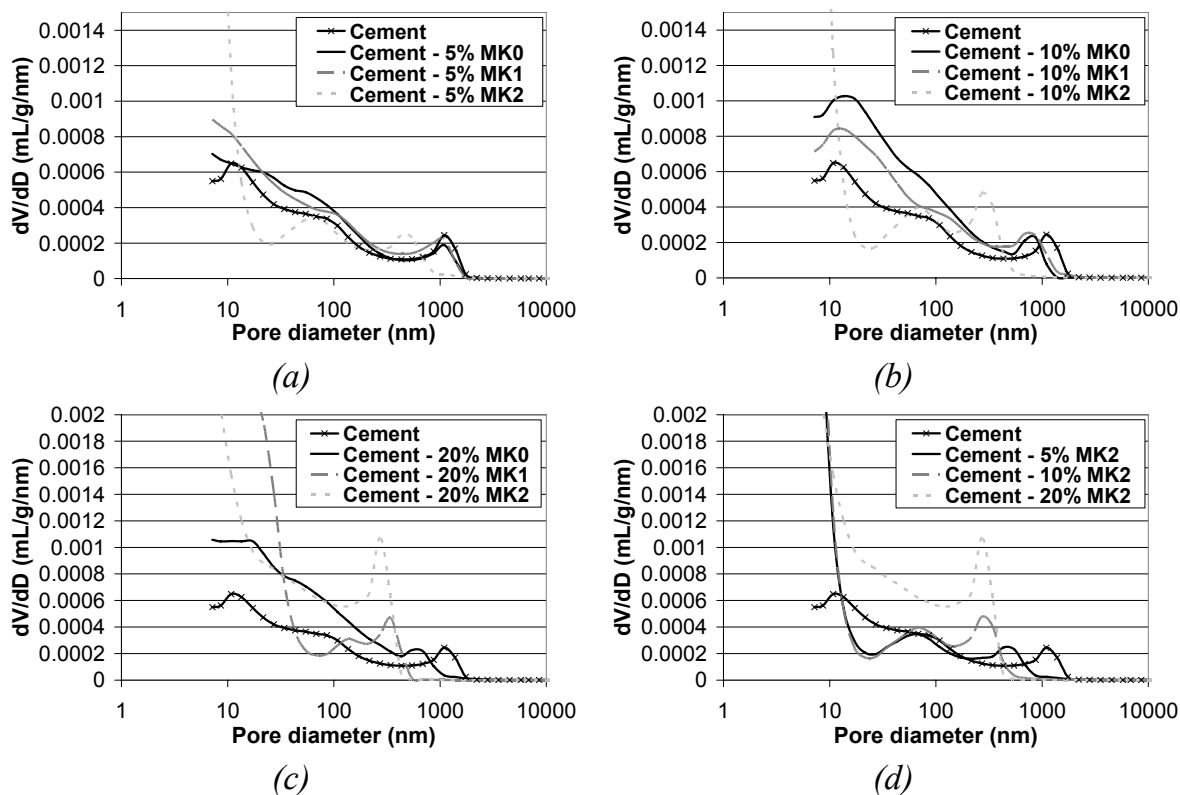 dV/dD (mL/g/nm)
0.0014
0.0012
0.001
0.0008
0.0006
0.0004
0.0002
0
Cement
Cement - 5% MK0
Cement - 5% MK1
Cement - 5% MK2
1 10 100 1000 10000
Pore diameter (nm)
(a)
dV/dD (mL/g/nm)
0.0014
0.0012
0.001
0.0008
0.0006
0.0004
0.0002
0
Cement
Cement - 10% MK0
Cement - 10% MK1
Cement - 10% MK2
1 10 100 1000 10000
Pore diameter (nm)
(b)
dV/dD (mL/g/nm)
0.002
0.0018
0.0016
0.0014
0.0012
0.001
0.0008
0.0006
0.0004
0.0002
0
Cement
Cement - 20% MK0
Cement - 20% MK1
Cement - 20% MK2
1 10 100 1000 10000
Pore diameter (nm)
(c)
dV/dD (mL/g/nm)
0.002
0.0018
0.0016
0.0014
0.0012
0.001
0.0008
0.0006
0.0004
0.0002
0
Cement
Cement - 5% MK2
Cement - 10% MK2
Cement - 20% MK2
1 10 100 1000 10000
Pore diameter (nm)
(d)